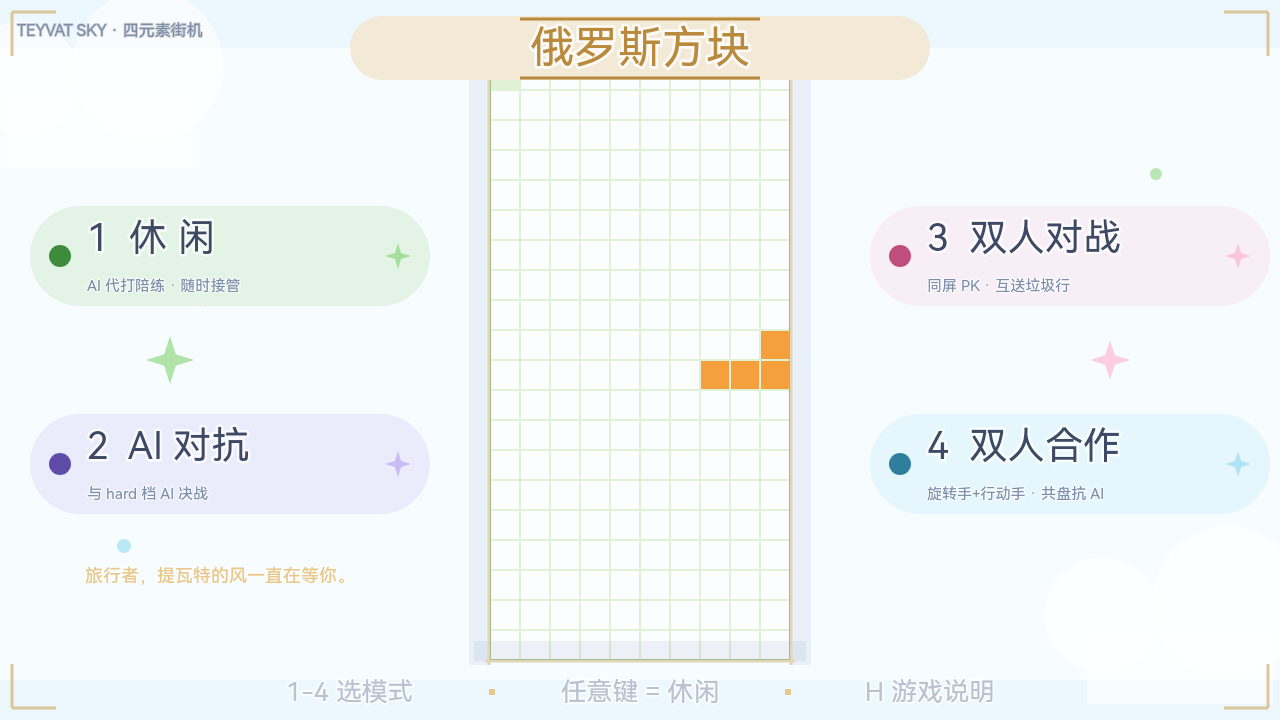 TEYVAT SKY · 四元素街机
俄罗斯方块
1 休 闲
AI 代打陪练 · 随时接管
2 AI 对抗
与 hard 档 AI 决战
旅行者，提瓦特的风一直在等你。
3 双人对战
同屏 PK · 互送垃圾行
4 双人合作
旋转手+行动手 · 共盘抗 AI
1-4 选模式 · 任意键 = 休闲 · H 游戏说明